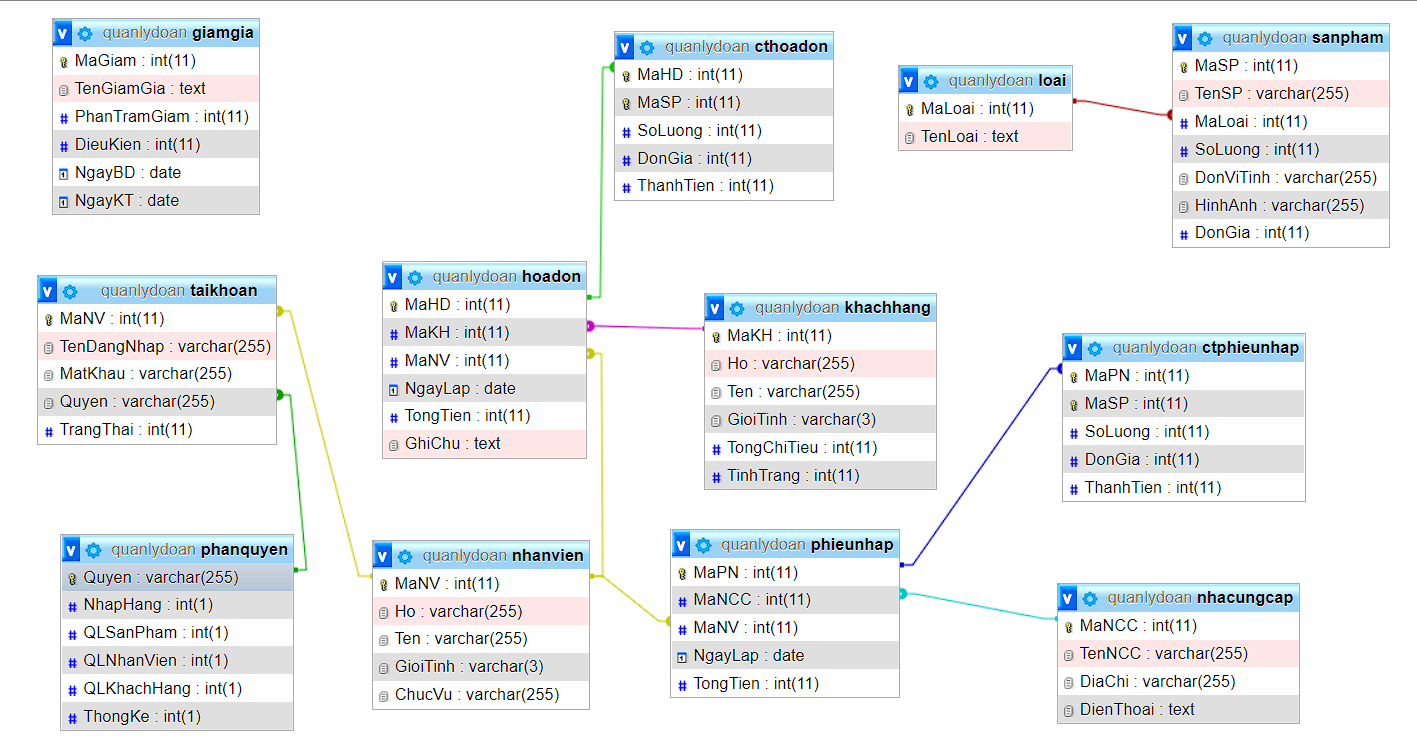 quanlydoan giamgia
MaGiam : int(11)
TenGiamGia : text
PhanTramGiam : int(11)
DieuKien : int(11)
NgayBD : date
NgayKT : date
quanlydoan cthoadon
MaHD : int(11)
MaSP : int(11)
SoLuong : int(11)
DonGia : int(11)
ThanhTien : int(11)
quanlydoan loai
MaLoai : int(11)
TenLoai : text
quanlydoan sanpham
MaSP : int(11)
TenSP : varchar(255)
MaLoai : int(11)
SoLuong : int(11)
DonViTinh : varchar(255)
HinhAnh : varchar(255)
DonGia : int(11)
quanlydoan taikhoan
MaNV : int(11)
TenDangNhap : varchar(255)
MatKhau : varchar(255)
Quyen : varchar(255)
TrangThai : int(11)
quanlydoan hoadon
MaHD : int(11)
MaKH : int(11)
MaNV : int(11)
NgayLap : date
TongTien : int(11)
GhiChu : text
quanlydoan khachhang
MaKH : int(11)
Ho : varchar(255)
Ten : varchar(255)
GioiTinh : varchar(3)
TongChiTieu : int(11)
TinhTrang : int(11)
quanlydoan ctphieunhap
MaPN : int(11)
MaSP : int(11)
SoLuong : int(11)
DonGia : int(11)
ThanhTien : int(11)
quanlydoan phanquyen
Quyen : varchar(255)
NhapHang : int(1)
QLSanPham : int(1)
QLNhanVien : int(1)
QLKhachHang : int(1)
ThongKe : int(1)
quanlydoan nhanvien
MaNV : int(11)
Ho : varchar(255)
Ten : varchar(255)
GioiTinh : varchar(3)
ChucVu : varchar(255)
quanlydoan phieunhap
MaPN : int(11)
MaNCC : int(11)
MaNV : int(11)
NgayLap : date
TongTien : int(11)
quanlydoan nhacungcap
MaNCC : int(11)
TenNCC : varchar(255)
DiaChi : varchar(255)
DienThoai : text